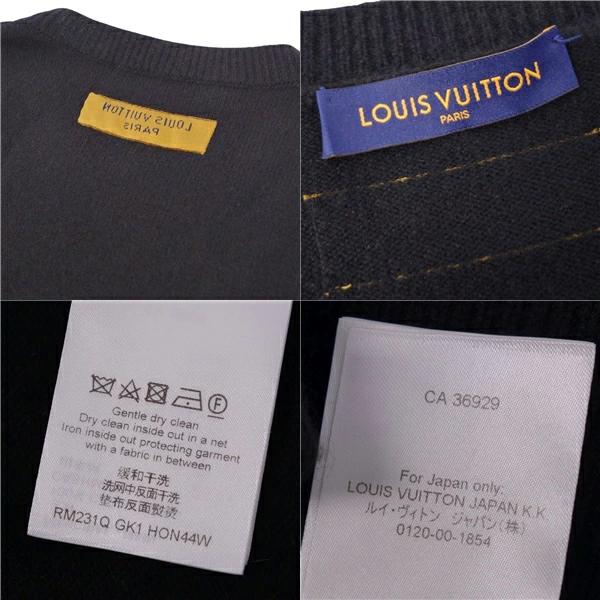 LOUIS VUITTON
PARIS
LOUIS VUITTON
PARIS
Gentle dry clean
Dry clean inside out in a net
Iron inside out protecting garment
with a fabric in between
缓和干洗
洗网中反面干洗
垫布反面熨烫
RM231Q GK1 HON44W
CA 36929
For Japan only:
LOUIS VUITTON JAPAN K.K
ルイ・ヴィトン ジャパン(株)
0120-00-1854